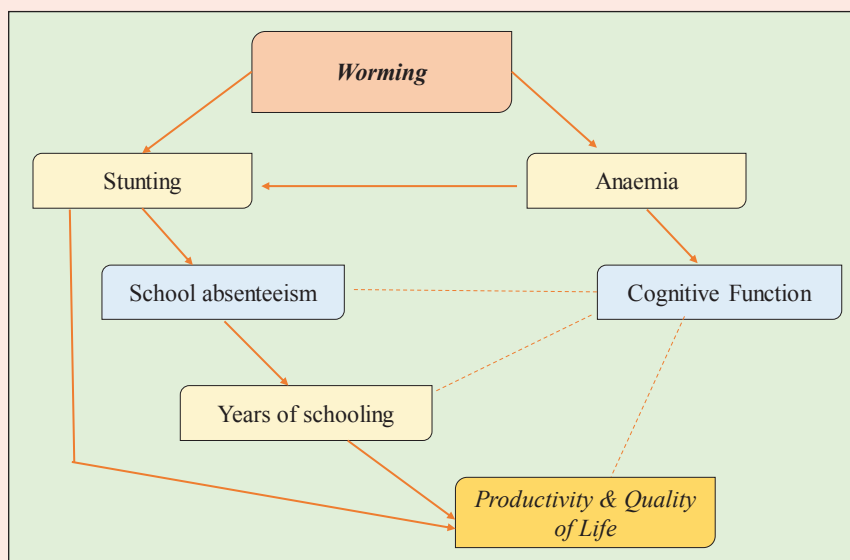 Worming
Stunting
Anaemia
School absenteeism
Cognitive Function
Years of schooling
Productivity & Quality
of Life